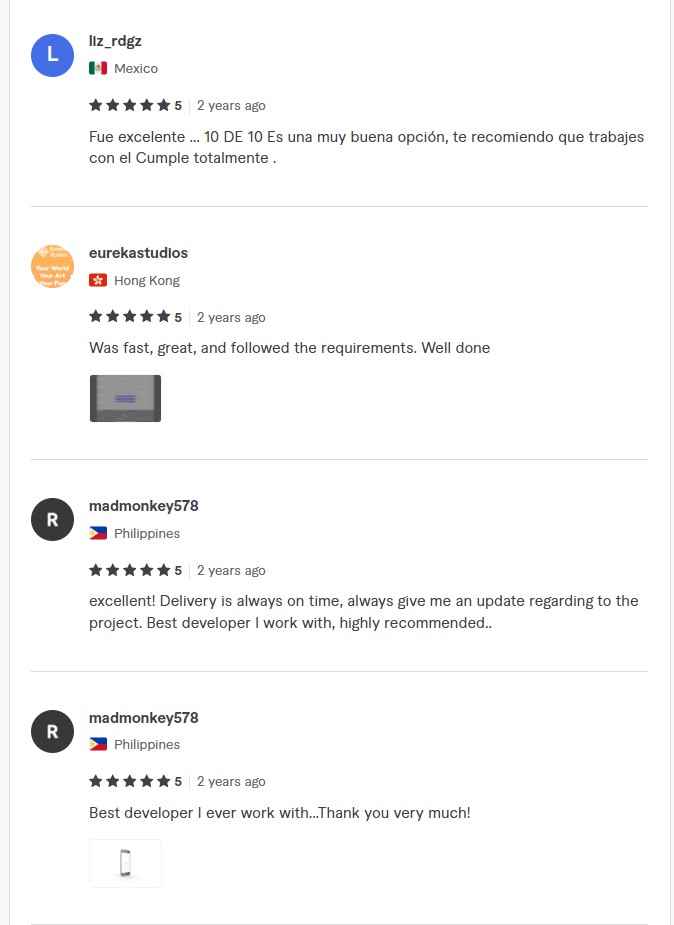 L
liz_rdgz
Mexico
5 2 years ago
Fue excelente ... 10 DE 10 Es una muy buena opción, te recomiendo que trabajes
con el Cumple totalmente .
Your World
Your Art
eurekastudios
Hong Kong
5 2 years ago
Was fast, great, and followed the requirements. Well done
R
madmonkey578
Philippines
5 2 years ago
excellent! Delivery is always on time, always give me an update regarding to the
project. Best developer I work with, highly recommended..
R
madmonkey578
Philippines
5 2 years ago
Best developer I ever work with...Thank you very much!